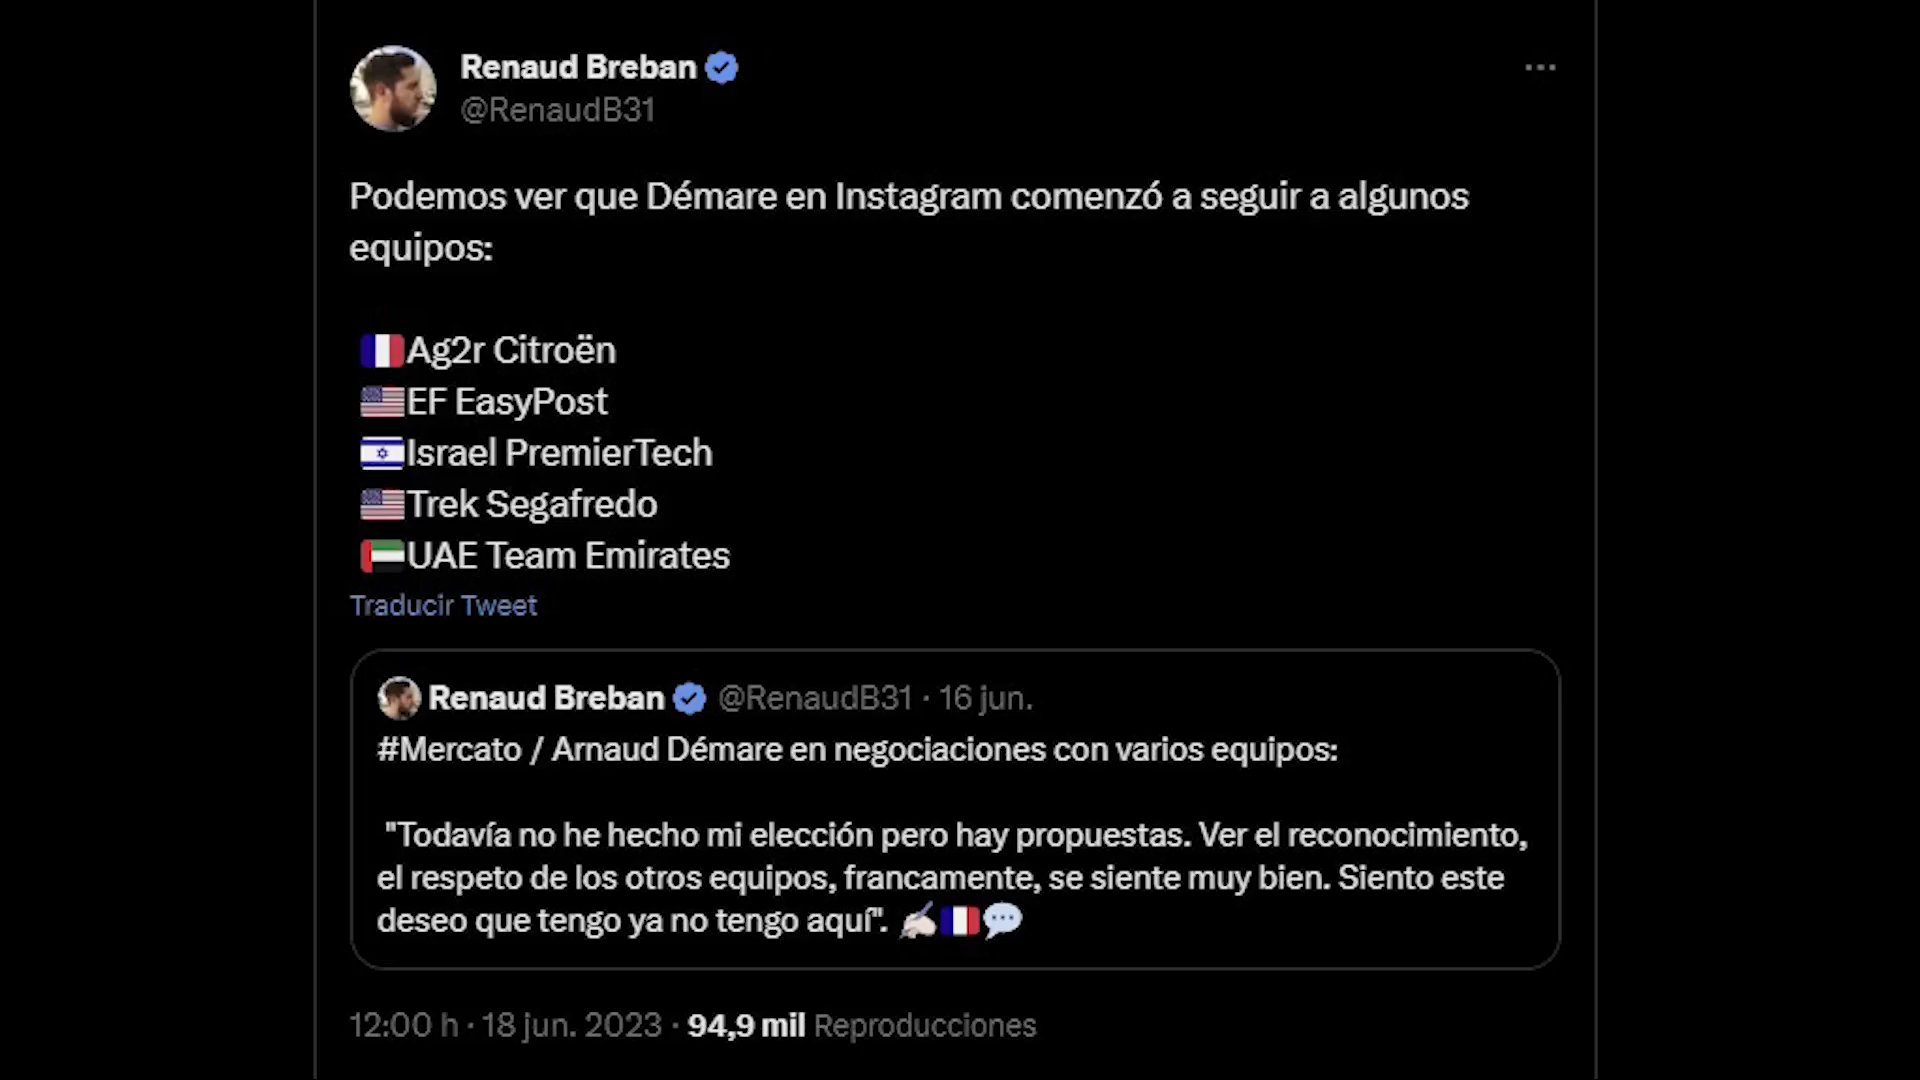 Renaud Breban
@RenaudB31
Podemos ver que Démare en Instagram comenzó a seguir a algunos
equipos:
🇫🇷Ag2r Citroën
🇺🇸EF EasyPost
🇮🇱Israel PremierTech
🇺🇸Trek Segafredo
🇦🇪UAE Team Emirates
Traducir Tweet
Renaud Breban @RenaudB31 · 16 jun.
#Mercato / Arnaud Démare en negociaciones con varios equipos:
"Todavía no he hecho mi elección pero hay propuestas. Ver el reconocimiento,
el respeto de los otros equipos, francamente, se siente muy bien. Siento este
deseo que tengo ya no tengo aquí". ✍🏻🇫🇷💬
12:00 h · 18 jun. 2023 · 94,9 mil Reproducciones